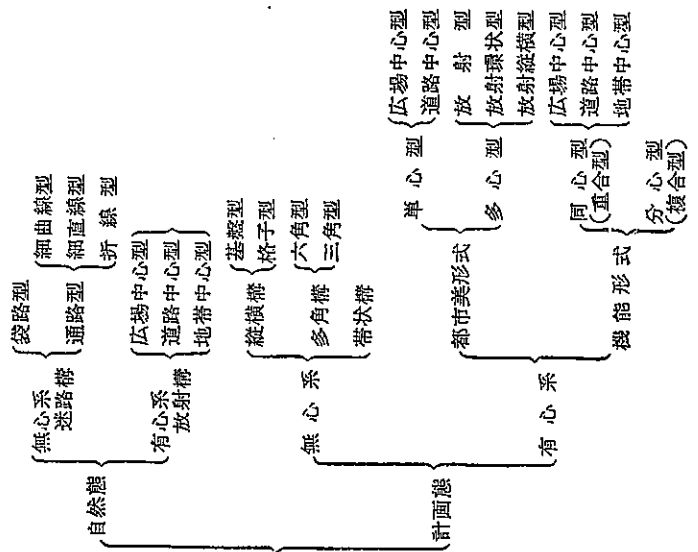 自然態
無心系
迷路構
袋路型
通路型
細曲線型
細直線型
折線型
有心系
放射構
広場中心型
道路中心型
地帯中心型
計画態
無心系
縦横構
基盤型
格子型
多角構
六角型
三角型
帯状構
有心系
都市美形式
単心型
広場中心型
道路中心型
多心型
放射型
放射環状型
放射縦横型
機能形式
同心型
(重合型)
広場中心型
道路中心型
地帯中心型
分心型
(複合型)